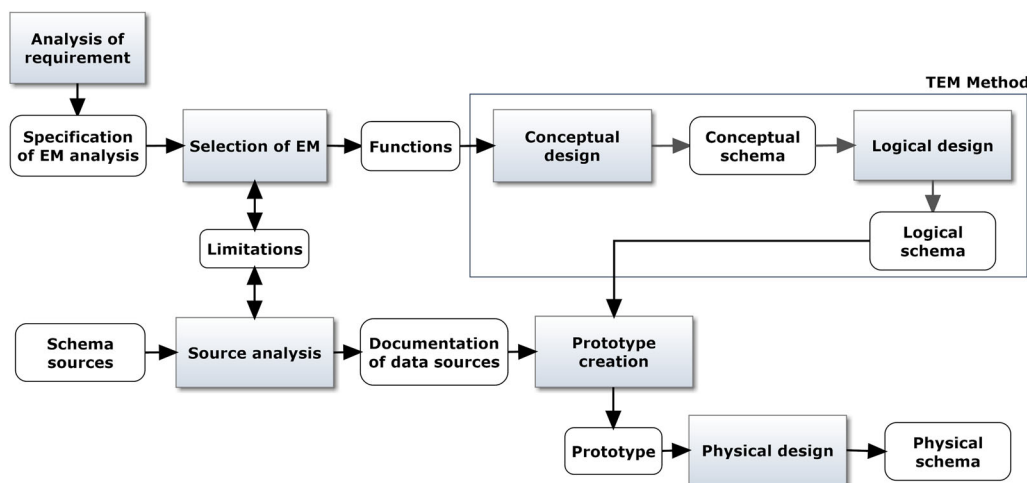 Analysis of
requirement
TEM Method
Specification
of EM analysis
Selection of EM
Functions
Conceptual
design
Conceptual
schema
Logical design
Limitations
Logical
schema
Schema
sources
Source analysis
Documentation
of data sources
Prototype
creation
Prototype
Physical design
Physical
schema